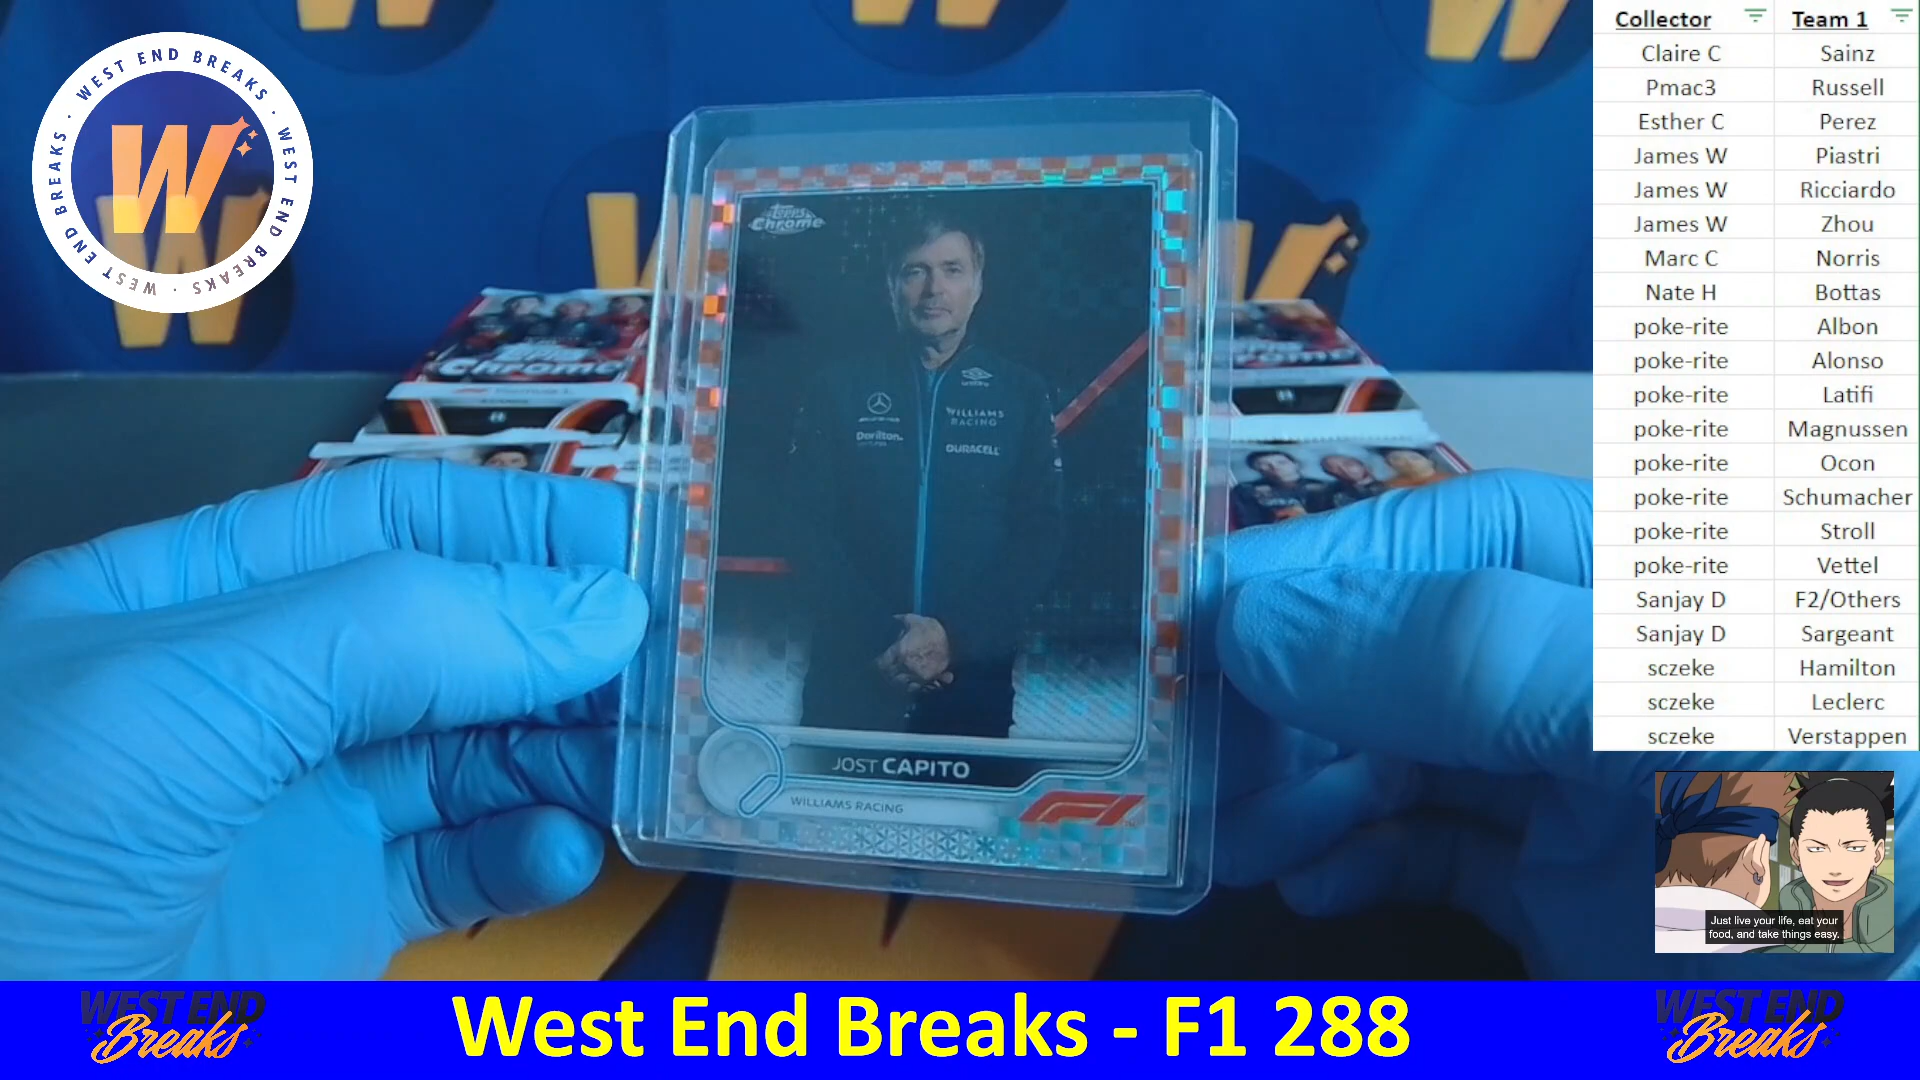 WEST END BREAKS · WEST END BREAKS · WEST END BREAKS ·
W
Topps
Chrome
WILLIAMS
RACING
Dorilton
DURACELL
JOST CAPITO
WILLIAMS RACING
F1
Chrome
Collector Team 1
Claire C Sainz
Pmac3 Russell
Esther C Perez
James W Piastri
James W Ricciardo
James W Zhou
Marc C Norris
Nate H Bottas
poke-rite Albon
poke-rite Alonso
poke-rite Latifi
poke-rite Magnussen
poke-rite Ocon
poke-rite Schumacher
poke-rite Stroll
poke-rite Vettel
Sanjay D F2/Others
Sanjay D Sargeant
sczeke Hamilton
sczeke Leclerc
sczeke Verstappen
Just live your life, eat your
food, and take things easy.
WEST END
Breaks
West End Breaks - F1 288
WEST END
Breaks